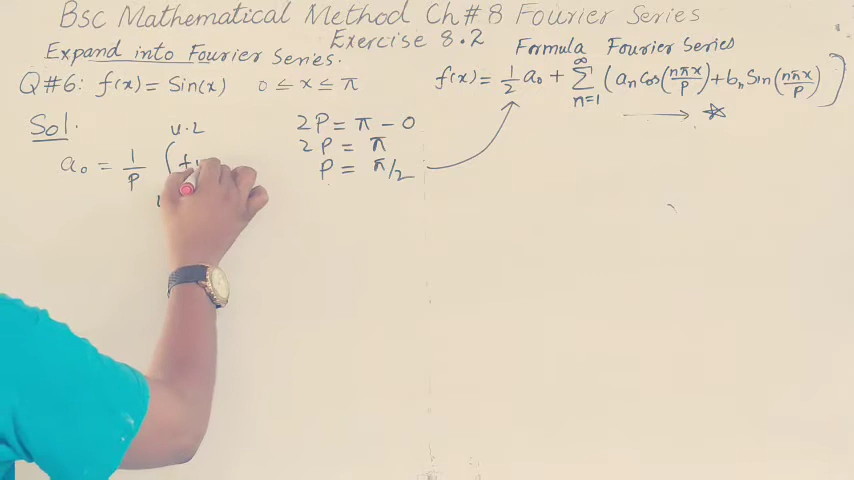 Bsc Mathematical Method Ch#8 Fourier Series
Exercise 8.2
Expand into Fourier Series.
Q#6: f(x) = Sin(x) 0 ≤ x ≤ π
Formula Fourier Series
f(x) = 1/2 a₀ + ∑_{n=1}^{∞} (aₙ Cos(nπx/P) + bₙ Sin(nπx/P))
Sol.
U.L
a₀ = 1/P ∫
2P = π - 0
2P = π
P = π/2